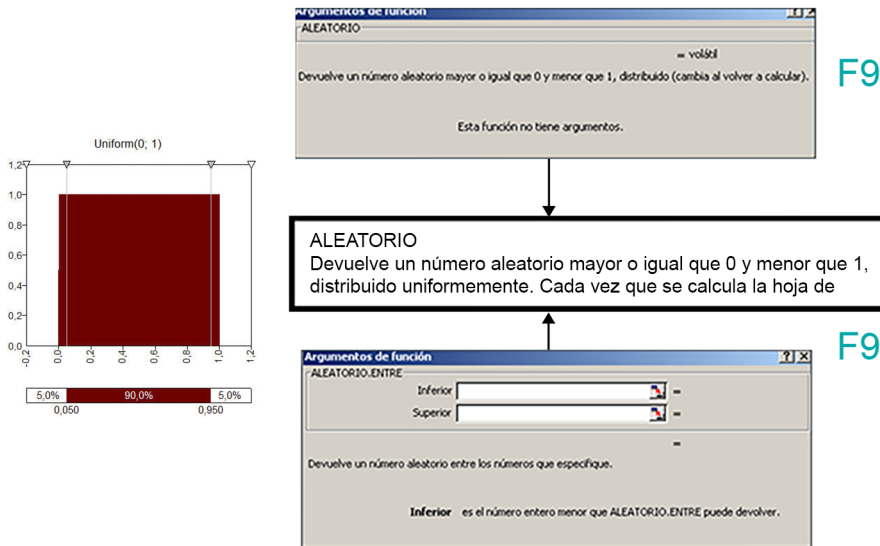 Argumentos de función
ALEATORIO
= volátil
Devuelve un número aleatorio mayor o igual que 0 y menor que 1, distribuido (cambia al volver a calcular).
Esta función no tiene argumentos.
F9
Uniform(0; 1)
1,2
1,0
0,8
0,6
0,4
0,2
0,0
-0,2
0,0
0,2
0,4
0,6
0,8
1,0
1,2
5,0% 90,0% 5,0%
0,050 0,950
ALEATORIO
Devuelve un número aleatorio mayor o igual que 0 y menor que 1,
distribuido uniformemente. Cada vez que se calcula la hoja de
F9
Argumentos de función
ALEATORIO.ENTRE
Inferior =
Superior =
=
Devuelve un número aleatorio entre los números que especifique.
Inferior es el número entero menor que ALEATORIO.ENTRE puede devolver.